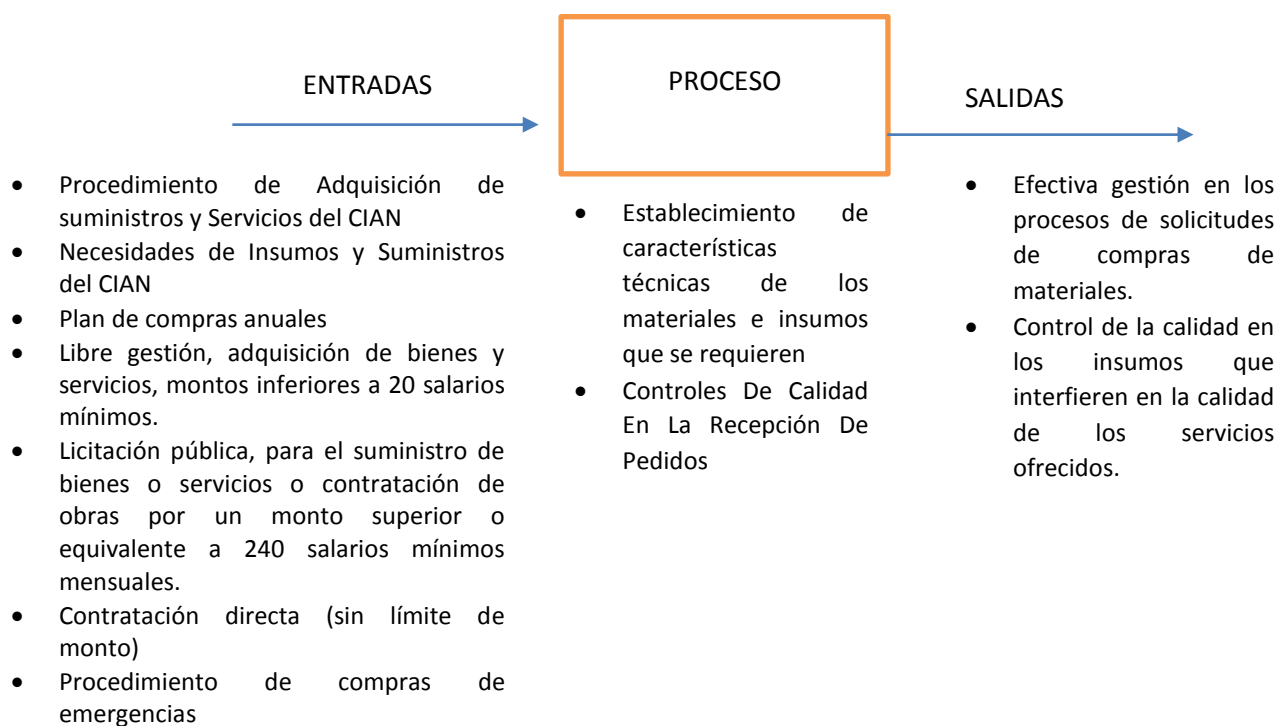 ENTRADAS
• Procedimiento de Adquisición de
suministros y Servicios del CIAN
• Necesidades de Insumos y Suministros
del CIAN
• Plan de compras anuales
• Libre gestión, adquisición de bienes y
servicios, montos inferiores a 20 salarios
mínimos.
• Licitación pública, para el suministro de
bienes o servicios o contratación de
obras por un monto superior o
equivalente a 240 salarios mínimos
mensuales.
• Contratación directa (sin límite de
monto)
• Procedimiento de compras de
emergencias
PROCESO
• Establecimiento de
características
técnicas de los
materiales e insumos
que se requieren
• Controles De Calidad
En La Recepción De
Pedidos
SALIDAS
• Efectiva gestión en los
procesos de solicitudes
de compras de
materiales.
• Control de la calidad en
los insumos que
interfieren en la calidad
de los servicios
ofrecidos.